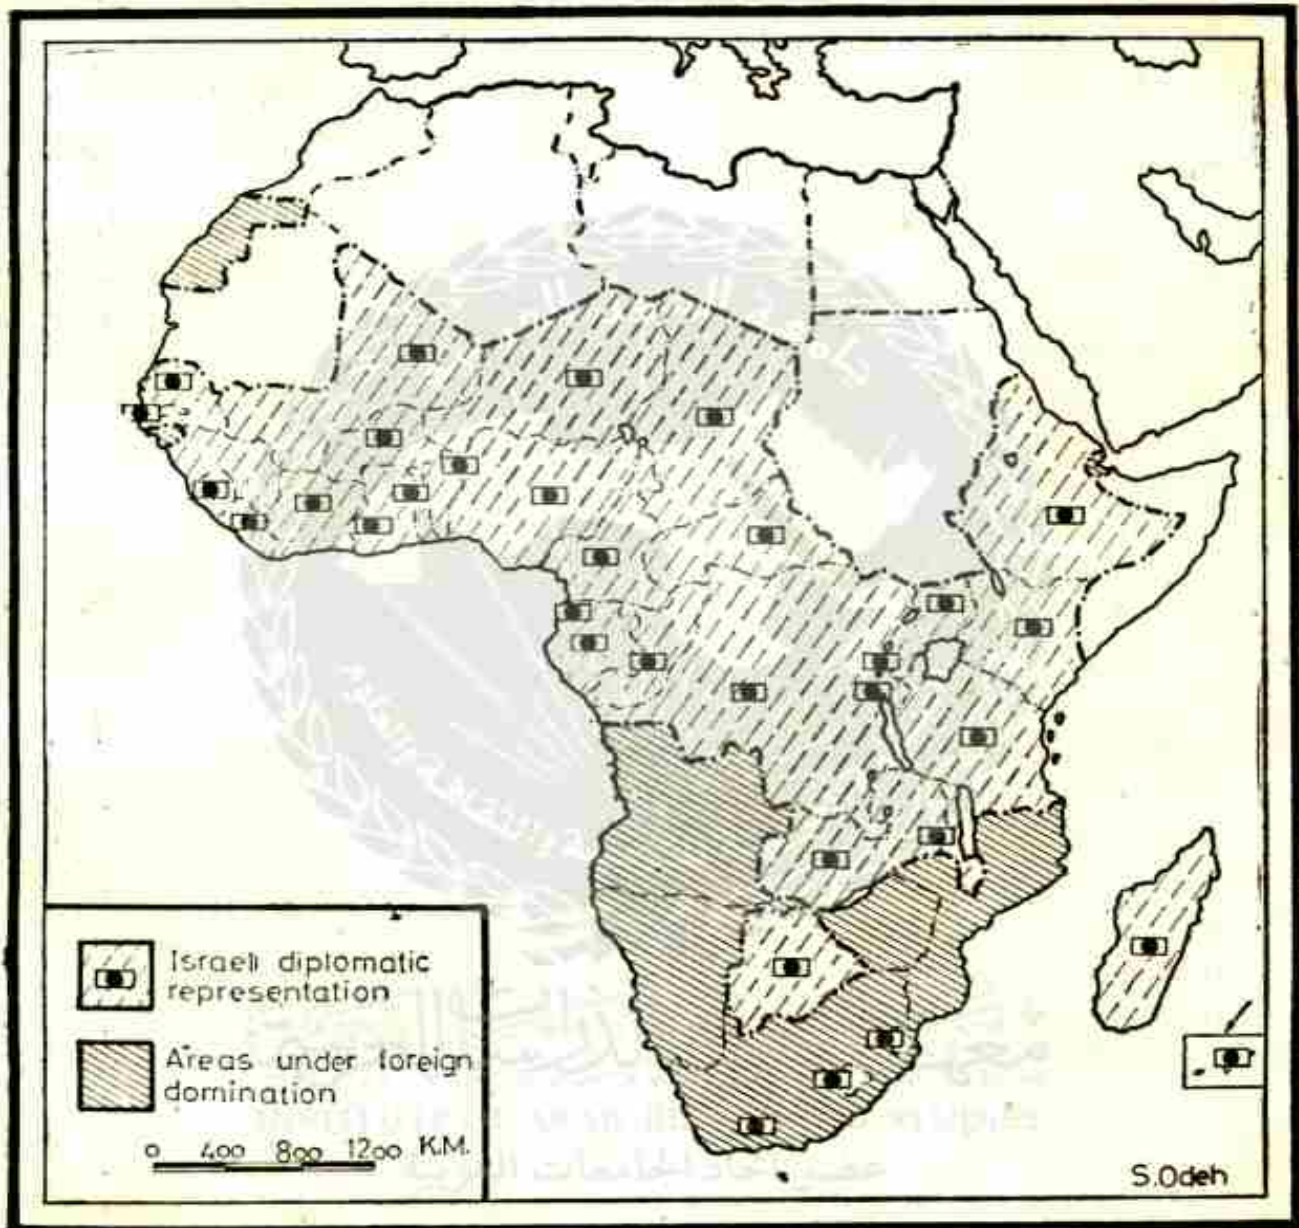 Israeli diplomatic
representation
Areas under foreign
domination
0 400 800 1200 K.M.
S.Odeh